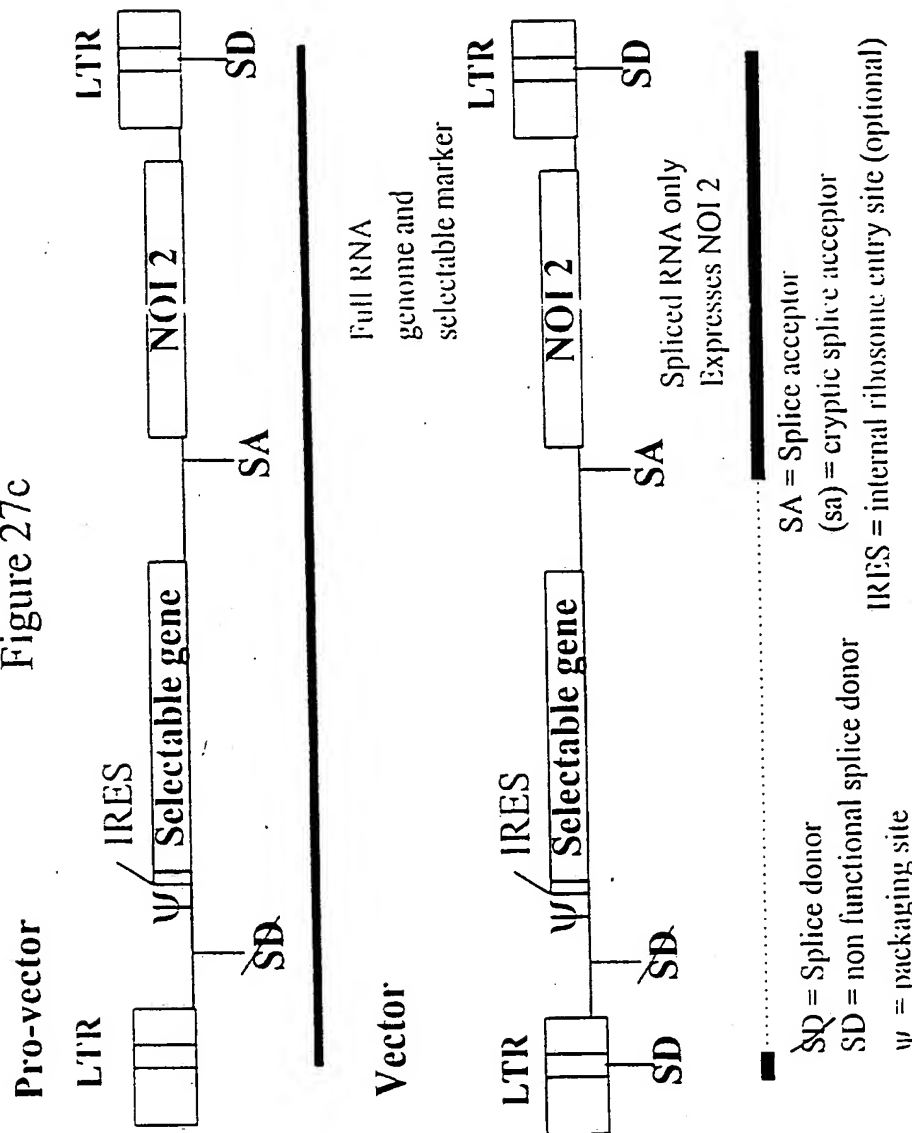 Figure 27c
Pro-vector
LTR
SD
Ψ
IRES
Selectable gene
SA
NOI 2
LTR
SD
Full RNA
genome and
selectable marker
Vector
LTR
SD
SD
Ψ
IRES
Selectable gene
SA
NOI 2
LTR
SD
Spliced RNA only
Expresses NOI 2
SD = Splice donor
SD = non functional splice donor
Ψ = packaging site
SA = Splice acceptor
(sa) = cryptic splice acceptor
IRES = internal ribosome entry site (optional)